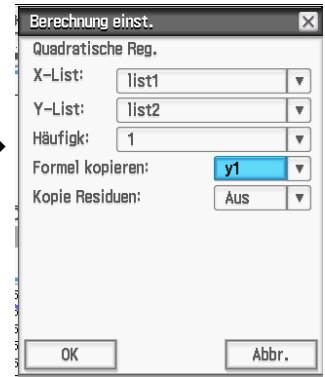 Berechnung einst.
Quadratische Reg.
X-List: list1
Y-List: list2
Häufigk: 1
Formel kopieren: y1
Kopie Residuen: Aus
OK Abbr.